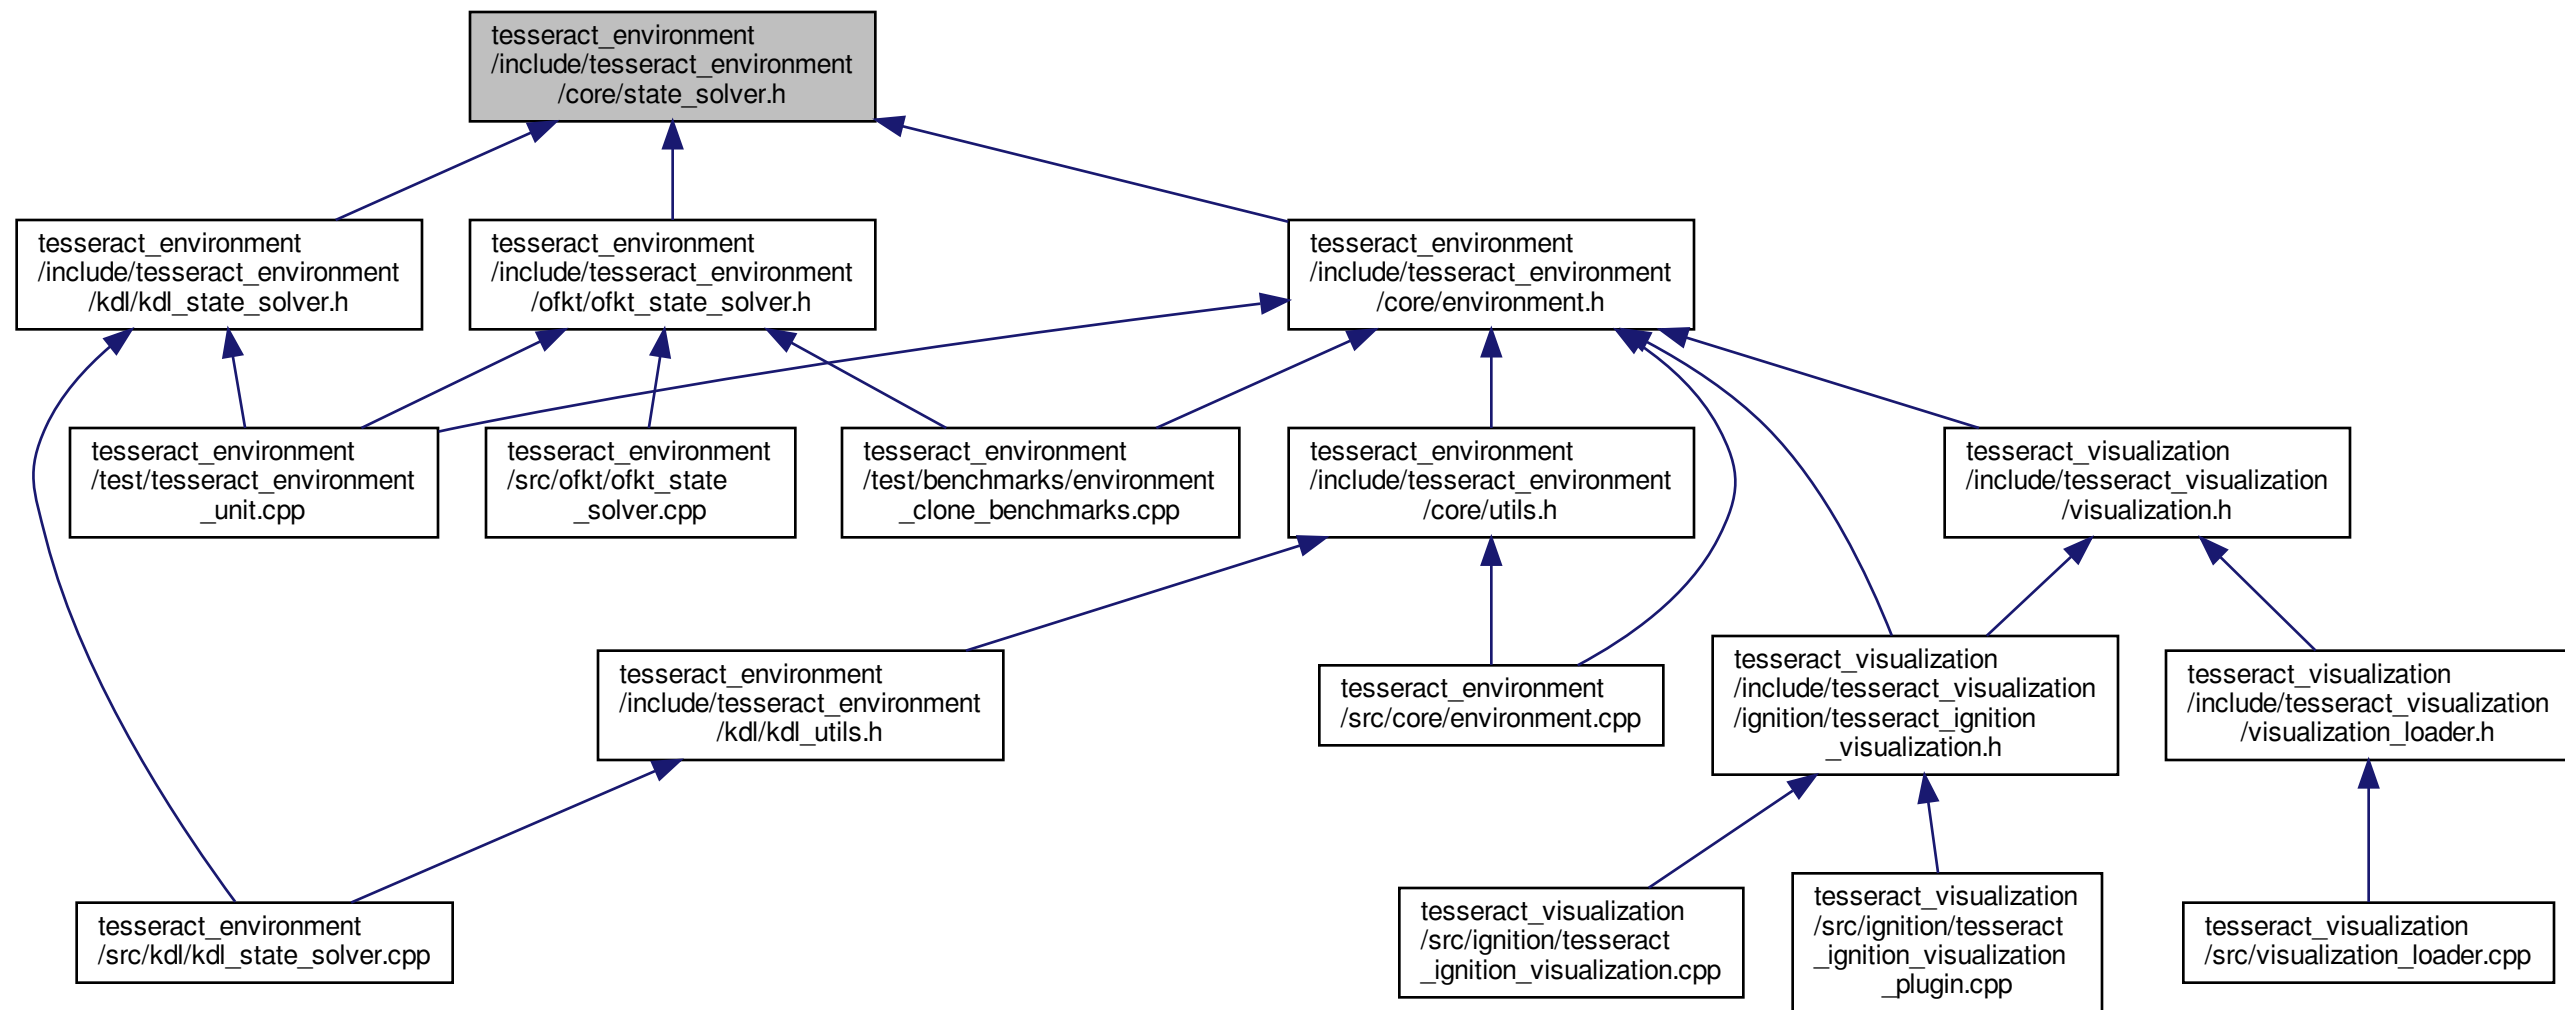 tesseract_environment
/include/tesseract_environment
/core/state_solver.h
tesseract_environment
/include/tesseract_environment
/kdl/kdl_state_solver.h
tesseract_environment
/include/tesseract_environment
/ofkt/ofkt_state_solver.h
tesseract_environment
/include/tesseract_environment
/core/environment.h
tesseract_environment
/test/tesseract_environment
_unit.cpp
tesseract_environment
/src/ofkt/ofkt_state
_solver.cpp
tesseract_environment
/test/benchmarks/environment
_clone_benchmarks.cpp
tesseract_environment
/include/tesseract_environment
/core/utils.h
tesseract_visualization
/include/tesseract_visualization
/visualization.h
tesseract_environment
/include/tesseract_environment
/kdl/kdl_utils.h
tesseract_environment
/src/core/environment.cpp
tesseract_visualization
/include/tesseract_visualization
/ignition/tesseract_ignition
_visualization.h
tesseract_visualization
/include/tesseract_visualization
/visualization_loader.h
tesseract_environment
/src/kdl/kdl_state_solver.cpp
tesseract_visualization
/src/ignition/tesseract
_ignition_visualization.cpp
tesseract_visualization
/src/ignition/tesseract
_ignition_visualization
_plugin.cpp
tesseract_visualization
/src/visualization_loader.cpp